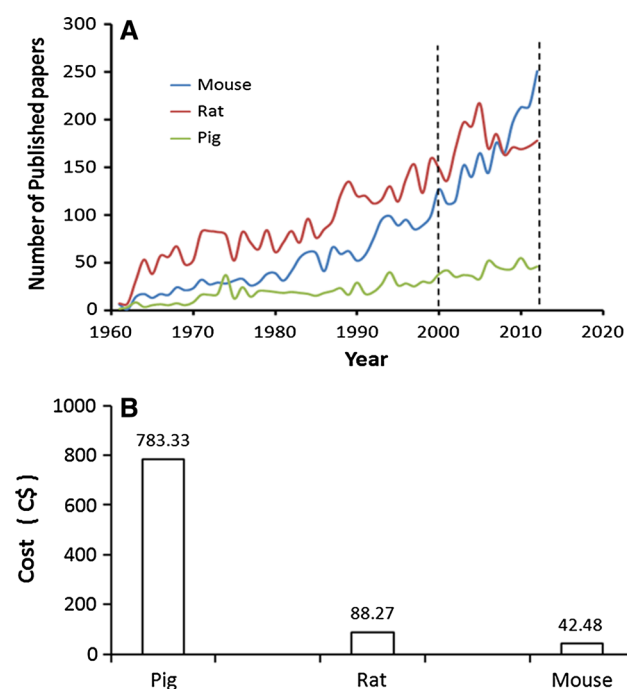 A
Number of Published papers
300
250
200
150
100
50
0
Mouse
Rat
Pig
1960 1970 1980 1990 2000 2010 2020
Year
B
Cost ( C$ )
1000
800
600
400
200
0
783.33
88.27
42.48
Pig Rat Mouse